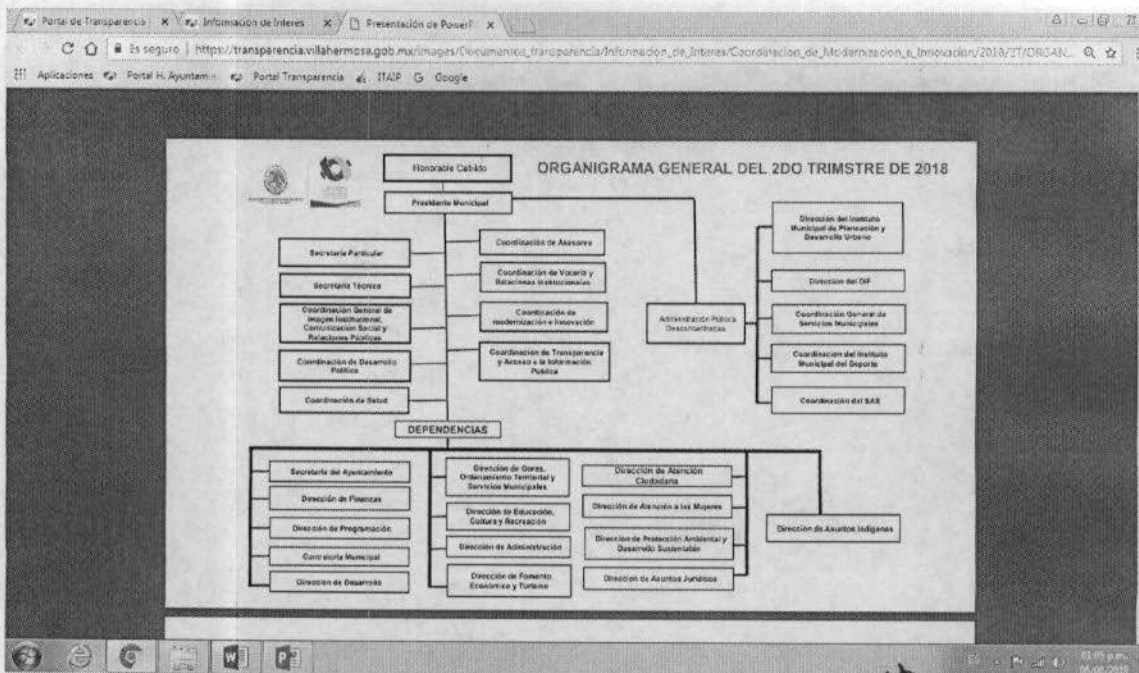 Portal de Transparencia
Información de Interes
Presentación de PowerP
Es seguro | https://transparencia.villahermosa.gob.mx/images/Documentos_transparencia/Informacion_de_Interes/Coordinacion_de_Modernizacion_e_Innovacion/2018/2T/ORGAN...
Aplicaciones Portal H. Ayuntam Portal Transparencia ITAIP G Google
Honorable Cabildo
ORGANIGRAMA GENERAL DEL 2DO TRIMSTRE DE 2018
Presidente Municipal
Secretaria Particular
Secretaria Técnica
Coordinación General de
Imagen Institucional,
Comunicación Social y
Relaciones Públicas
Coordinación de Desarrollo
Político
Coordinación de Salud
Coordinación de Asesores
Coordinación de Vocería y
Relaciones Institucionales
Coordinación de
modernización e Innovación
Coordinación de Transparencia
y Acceso a la Información
Pública
Administración Pública
Desconcentradas
Dirección del Instituto
Municipal de Planeación y
Desarrollo Urbano
Dirección del DIF
Coordinación General de
Servicios Municipales
Coordinación del Instituto
Municipal del Deporte
Coordinación del SAS
DEPENDENCIAS
Secretaría del Ayuntamiento
Dirección de Finanzas
Dirección de Programación
Contraloría Municipal
Dirección de Desarrollo
Dirección de Obras,
Ordenamiento Territorial y
Servicios Municipales
Dirección de Educación,
Cultura y Recreación
Dirección de Administración
Dirección de Fomento
Económico y Turismo
Dirección de Atención
Ciudadana
Dirección de Atención a las Mujeres
Dirección de Protección Ambiental y
Desarrollo Sustentable
Dirección de Asuntos Jurídicos
Dirección de Asuntos Indígenas
ES
01:05 p.m.